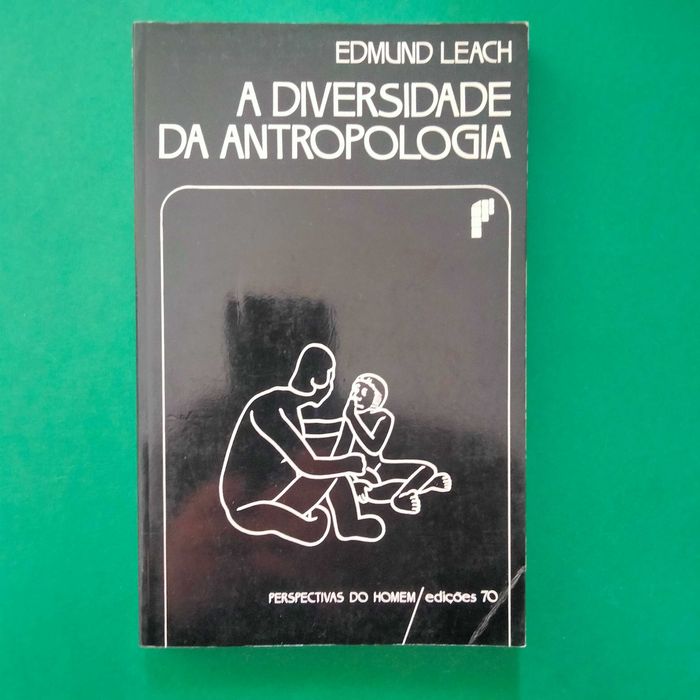 EDMUND LEACH
A DIVERSIDADE
DA ANTROPOLOGIA
PERSPECTIVAS DO HOMEM/edições 70